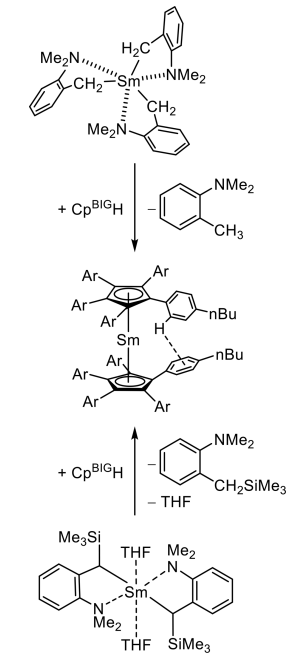 Me₂N
H₂C
CH₂
Sm
NMe₂
CH₂
Me₂N
+ CpᴮᴵᴳH
–
NMe₂
CH₃
Ar
Ar
Ar
Ar
nBu
H
Sm
Ar
nBu
Ar
Ar
Ar
+ CpᴮᴵᴳH
–
NMe₂
CH₂SiMe₃
– THF
Me₃Si
THF
Me₂
N
Sm
N
Me₂
THF
SiMe₃